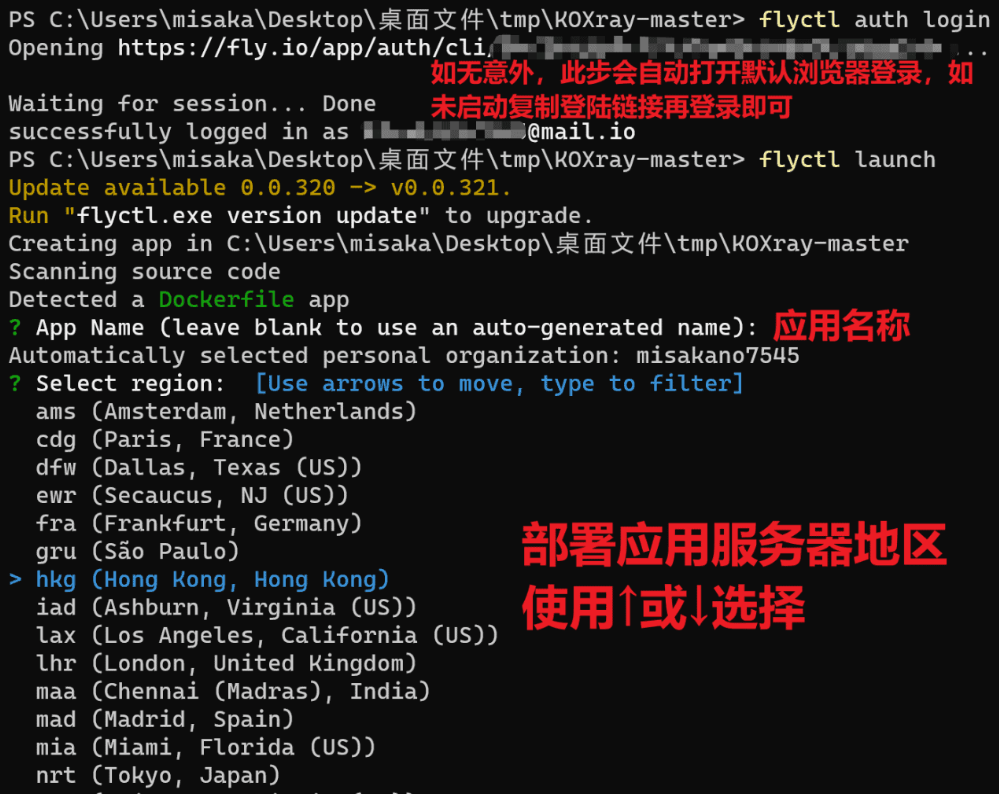 PS C:\Users\misaka\Desktop\桌面文件\tmp\KOXray-master> flyctl auth login
Opening https://fly.io/app/auth/cli/ ...
如无意外，此步会自动打开默认浏览器登录，如
未启动复制登陆链接再登录即可
Waiting for session... Done
successfully logged in as @mail.io
PS C:\Users\misaka\Desktop\桌面文件\tmp\KOXray-master> flyctl launch
Update available 0.0.320 -> v0.0.321.
Run "flyctl.exe version update" to upgrade.
Creating app in C:\Users\misaka\Desktop\桌面文件\tmp\KOXray-master
Scanning source code
Detected a Dockerfile app
? App Name (leave blank to use an auto-generated name): 应用名称
Automatically selected personal organization: misakano7545
? Select region:  [Use arrows to move, type to filter]
ams (Amsterdam, Netherlands)
cdg (Paris, France)
dfw (Dallas, Texas (US))
ewr (Secaucus, NJ (US))
fra (Frankfurt, Germany)
gru (São Paulo)
> hkg (Hong Kong, Hong Kong)
iad (Ashburn, Virginia (US))
lax (Los Angeles, California (US))
lhr (London, United Kingdom)
maa (Chennai (Madras), India)
mad (Madrid, Spain)
mia (Miami, Florida (US))
nrt (Tokyo, Japan)
部署应用服务器地区
使用↑或↓选择